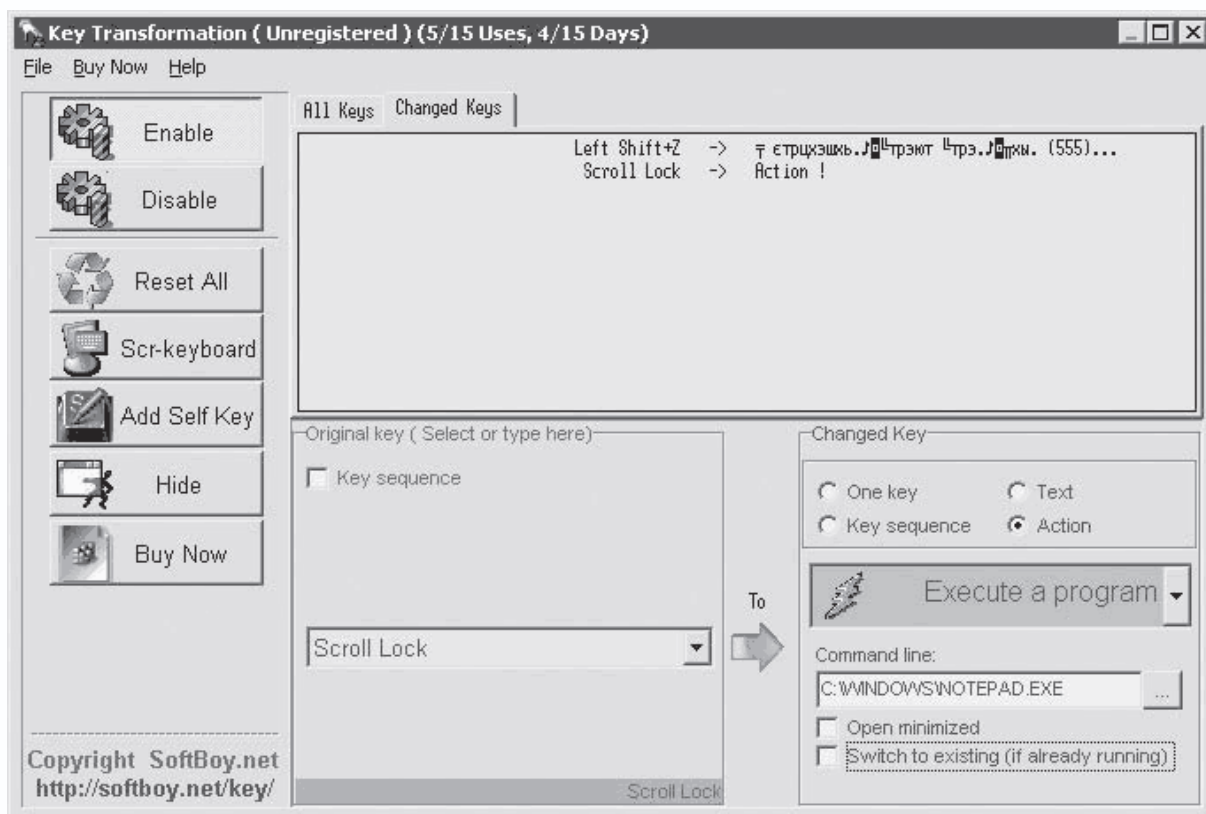 Key Transformation ( Unregistered ) (5/15 Uses, 4/15 Days)
File Buy Now Help
Enable
Disable
Reset All
Scr-keyboard
Add Self Key
Hide
Buy Now
Copyright SoftBoy.net
http://softboy.net/key/
All Keys Changed Keys
Left Shift+Z -> (555)...
Scroll Lock -> Action !
Original key ( Select or type here)
Key sequence
Scroll Lock
Scroll Lock
To
Changed Key
One key Text
Key sequence Action
Execute a program
Command line:
C:\WINDOWS\NOTEPAD.EXE ...
Open minimized
Switch to existing (if already running)